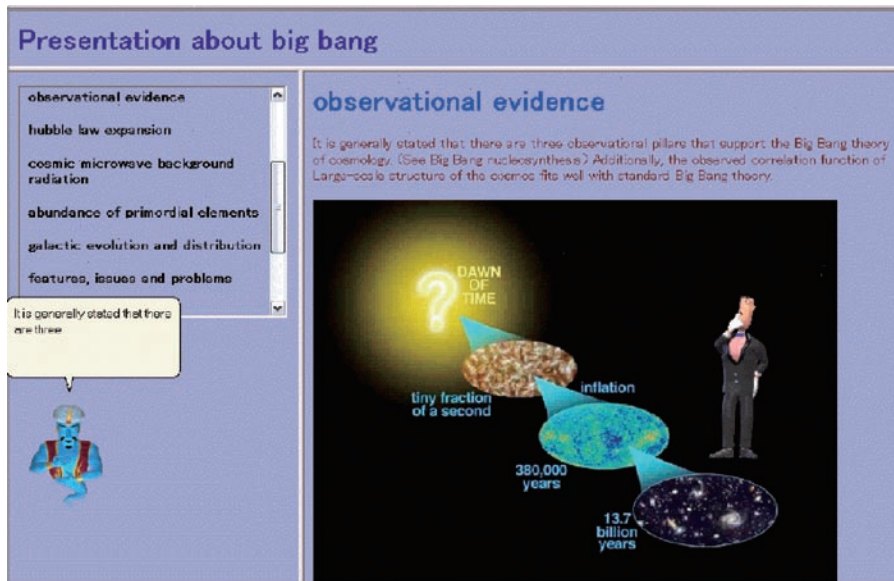 Presentation about big bang
observational evidence
hubble law expansion
cosmic microwave background
radiation
abundance of primordial elements
galactic evolution and distribution
features, issues and problems
It is generally stated that there
are three
observational evidence
It is generally stated that there are three observational pillars that support the Big Bang theory
of cosmology. (See Big Bang nucleosynthesis.) Additionally, the observed correlation function of
Large-scale structure of the cosmos fits well with standard Big Bang theory.
DAWN
OF
TIME
tiny fraction
of a second
inflation
380,000
years
13.7
billion
years